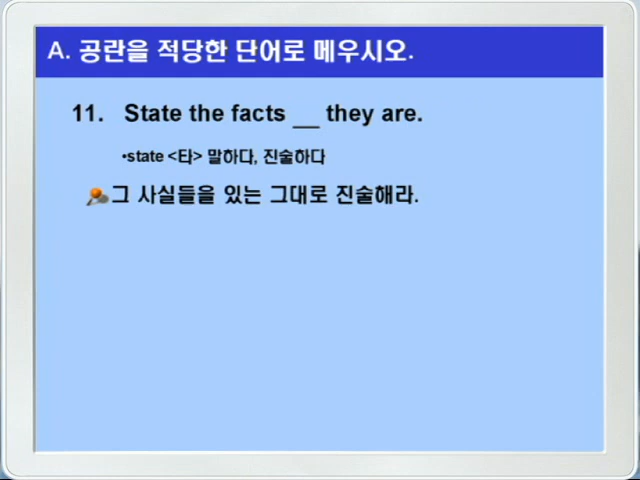 A. 공란을 적당한 단어로 메우시오.
11. State the facts __ they are.
•state <타> 말하다, 진술하다
그 사실들을 있는 그대로 진술해라.